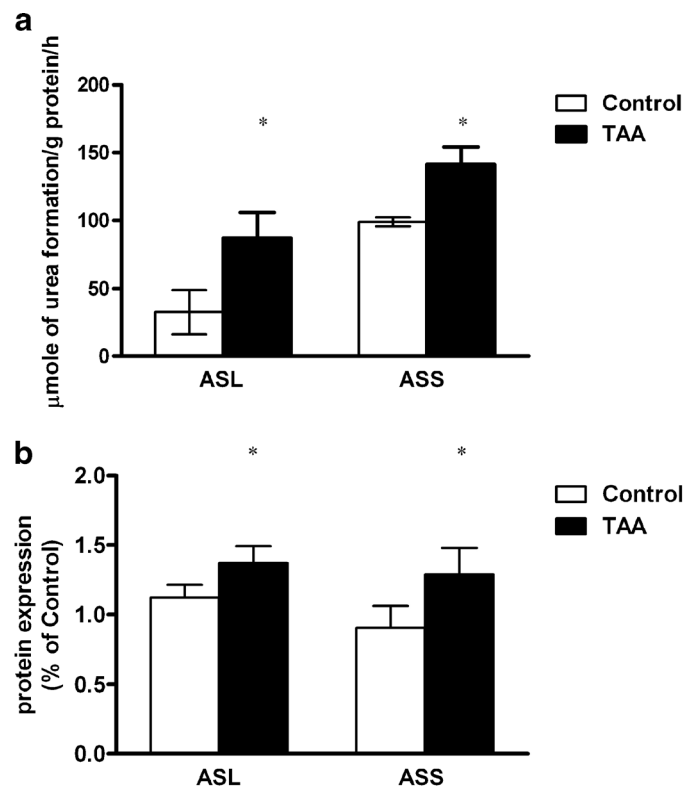 a
μmole of urea formation/g protein/h
200
150
100
50
0
*
*
ASL
ASS
Control
TAA
b
protein expression
(% of Control)
2.0
1.5
1.0
0.5
0.0
*
*
ASL
ASS
Control
TAA